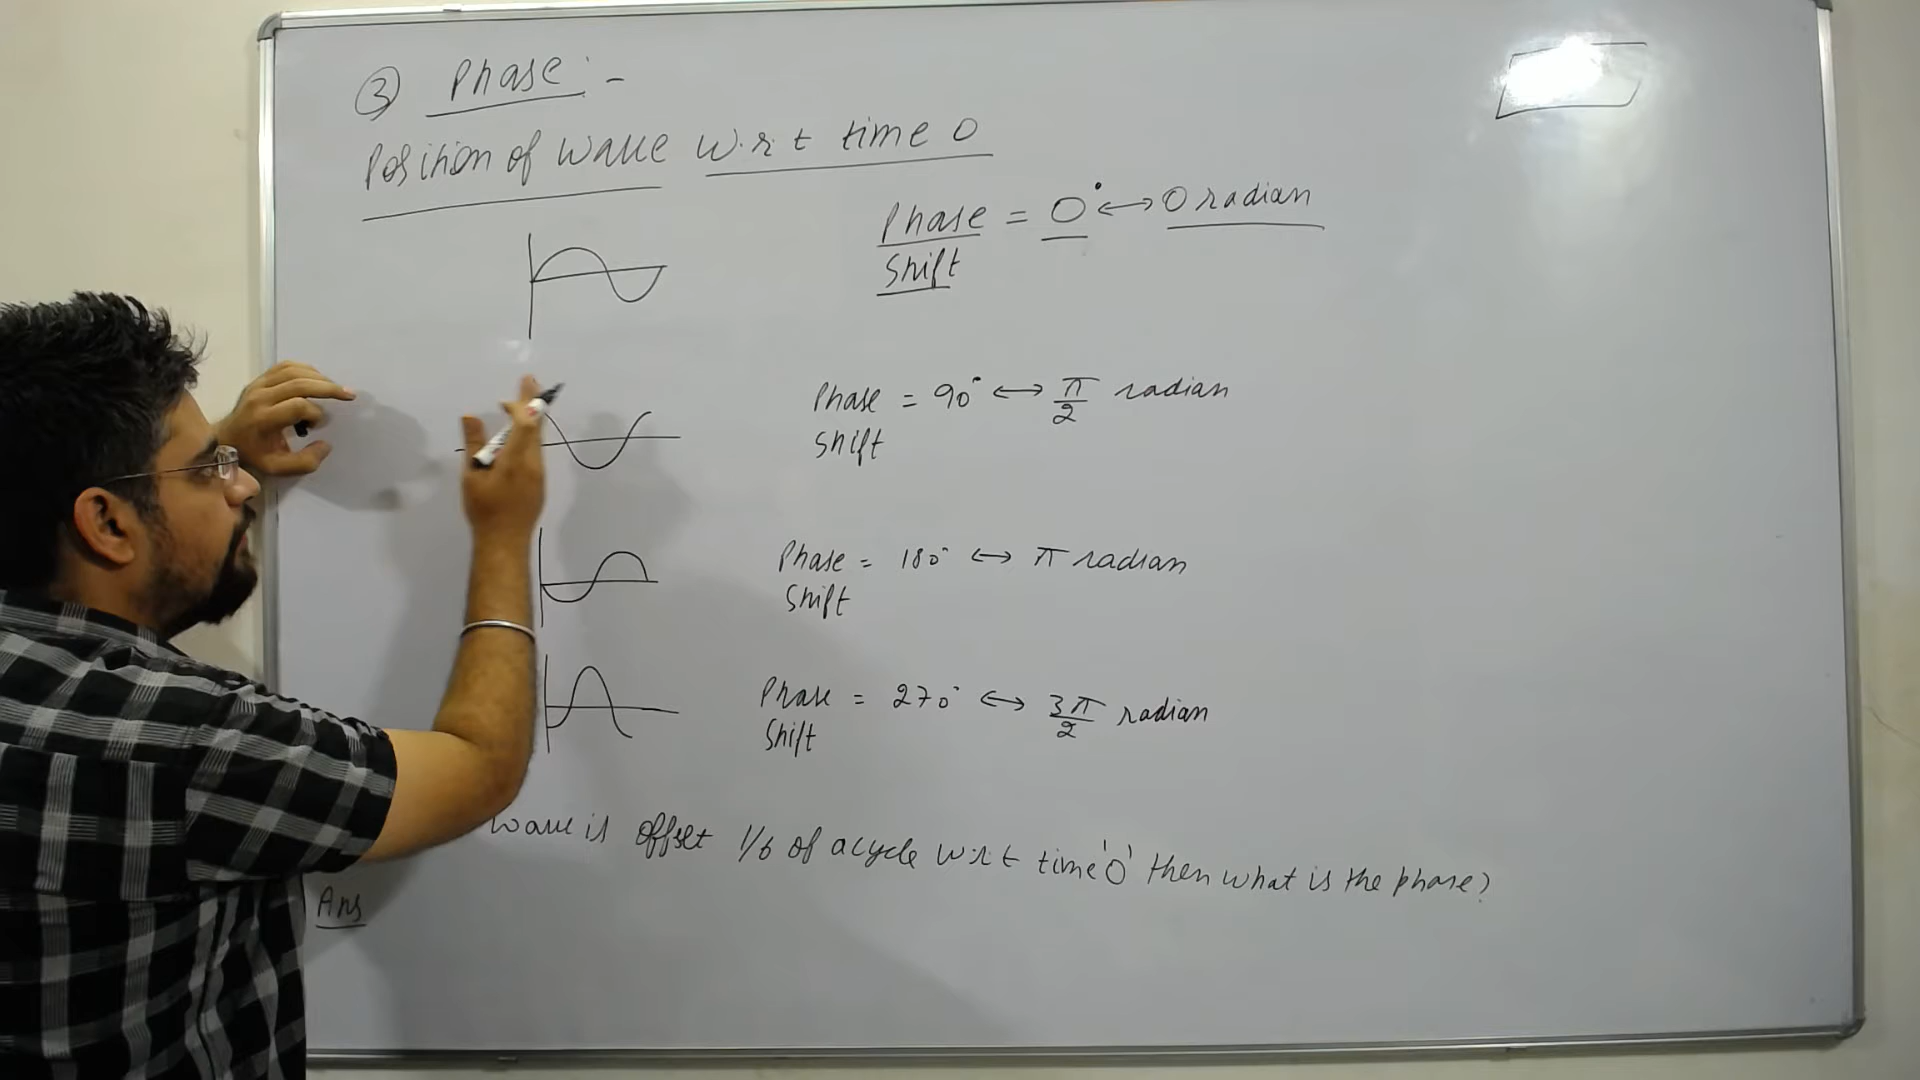 ③ Phase :-
Position of wave w.r.t time 0
Phase = 0° ↔ 0 radian
Shift
Phase = 90° ↔ π/2 radian
Shift
Phase = 180° ↔ π radian
Shift
Phase = 270° ↔ 3π/2 radian
Shift
wave is offset 1/6 of a cycle w.r.t time '0' then what is the phase?
Ans